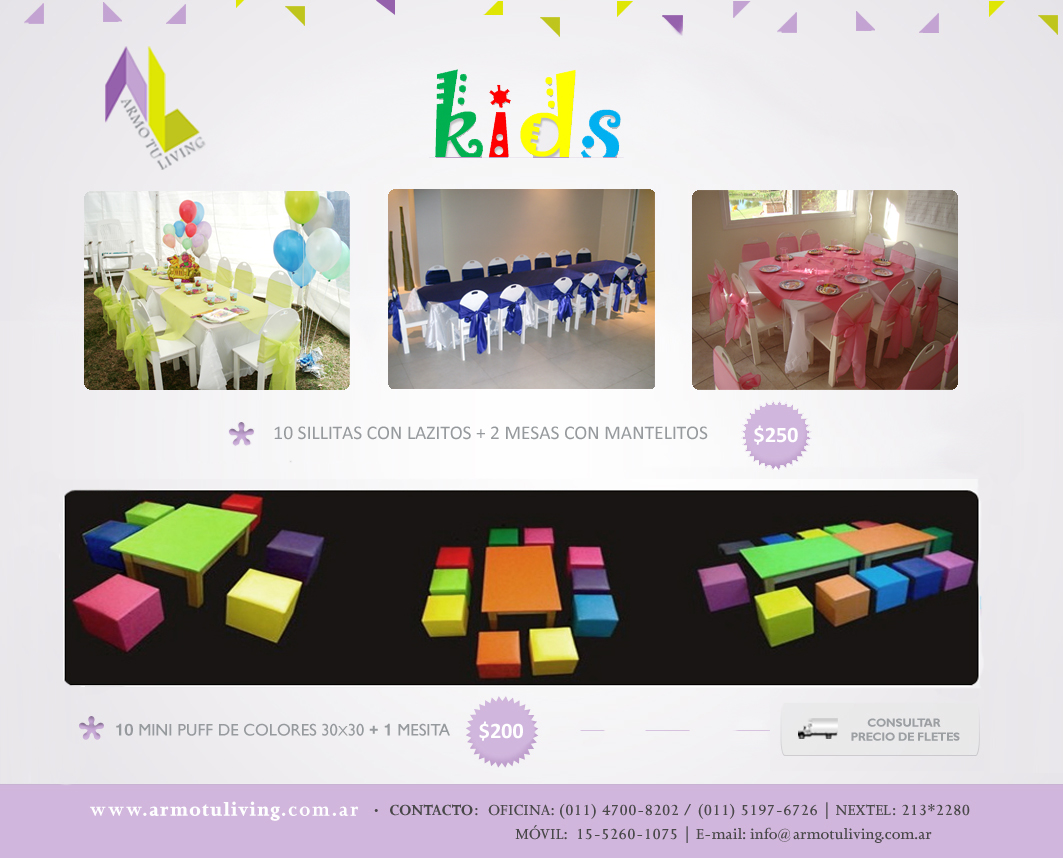 ARMO TU
LIVING
kids
10 SILLITAS CON LAZITOS + 2 MESAS CON MANTELITOS
$250
10 MINI PUFF DE COLORES 30x30 + 1 MESITA
$200
CONSULTAR
PRECIO DE FLETES
www.armotuliving.com.ar · CONTACTO: OFICINA: (011) 4700-8202 / (011) 5197-6726 | NEXTEL: 213*2280
MÓVIL: 15-5260-1075 | E-mail: info@armotuliving.com.ar